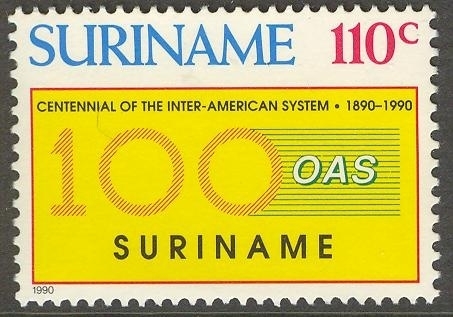 SURINAME 110c
CENTENNIAL OF THE INTER-AMERICAN SYSTEM • 1890–1990
100 OAS
SURINAME
1990